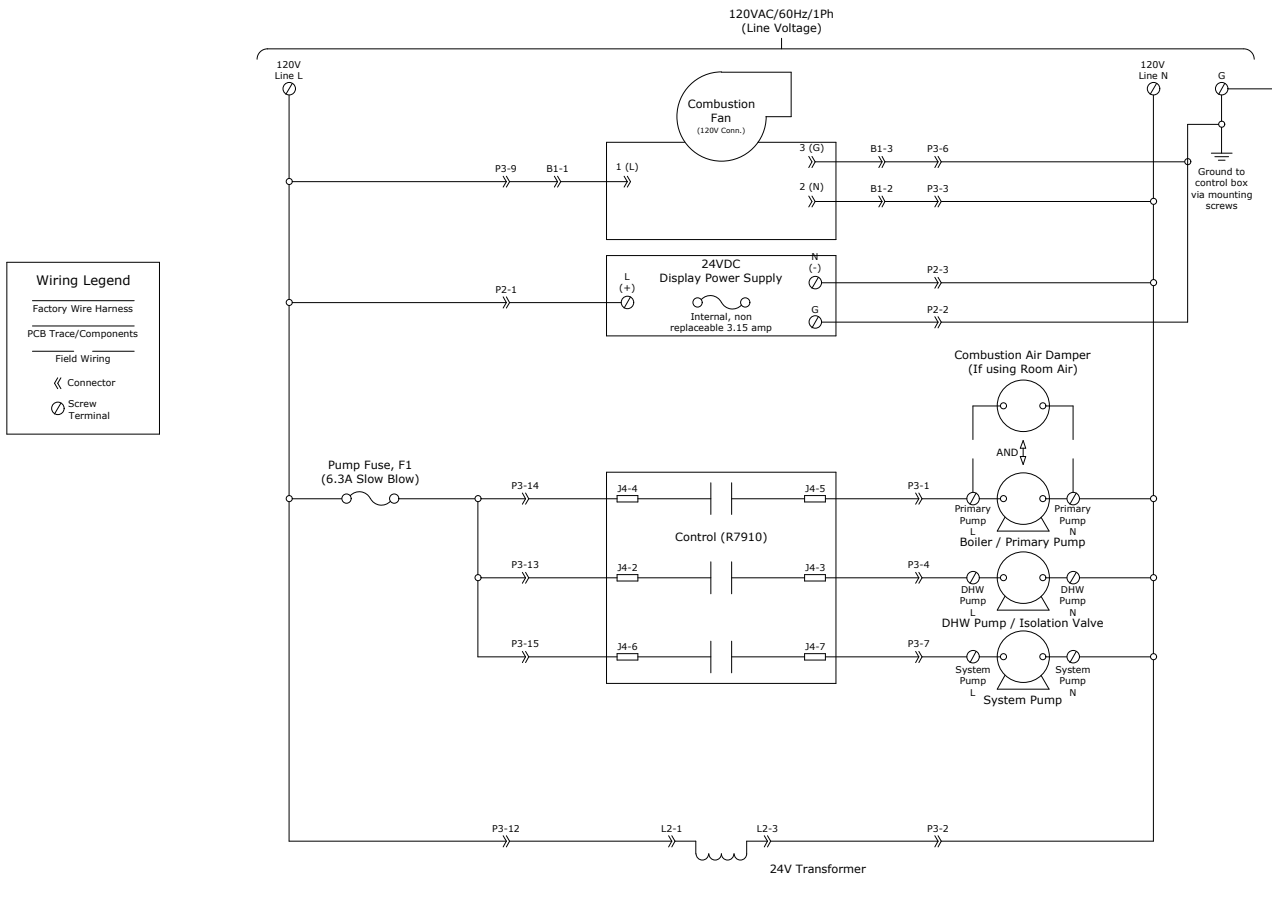 120VAC/60Hz/1Ph
(Line Voltage)
120V
Line L
120V
Line N
G
Combustion
Fan
(120V Conn.)
3 (G)
B1-3
P3-6
P3-9
B1-1
1 (L)
2 (N)
B1-2
P3-3
Ground to
control box
via mounting
screws
Wiring Legend
Factory Wire Harness
PCB Trace/Components
Field Wiring
Connector
Screw
Terminal
24VDC
Display Power Supply
L
(+)
N
(-)
P2-1
P2-3
Internal, non
replaceable 3.15 amp
G
P2-2
Combustion Air Damper
(If using Room Air)
AND
Pump Fuse, F1
(6.3A Slow Blow)
P3-14
J4-4
J4-5
P3-1
Primary
Pump
L
Primary
Pump
N
Boiler / Primary Pump
Control (R7910)
P3-13
J4-2
J4-3
P3-4
DHW
Pump
L
DHW
Pump
N
DHW Pump / Isolation Valve
P3-15
J4-6
J4-7
P3-7
System
Pump
L
System
Pump
N
System Pump
P3-12
L2-1
L2-3
P3-2
24V Transformer